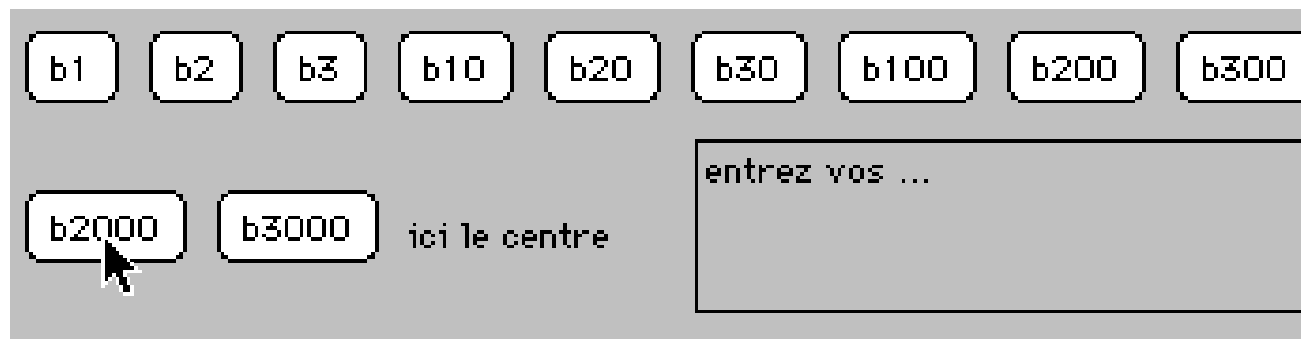 b1 b2 b3 b10 b20 b30 b100 b200 b300
entrez vos ...
b2000 b3000 ici le centre